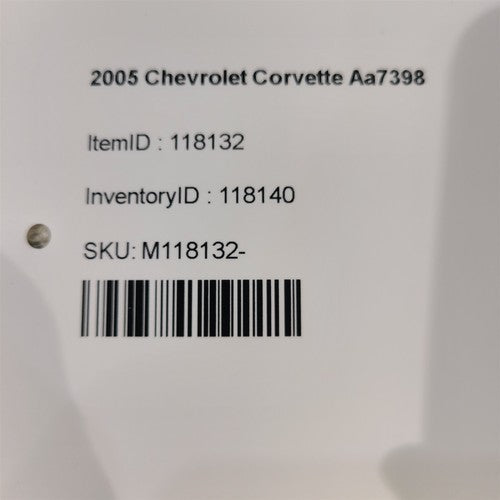 2005 Chevrolet Corvette Aa7398
ItemID : 118132
InventoryID : 118140
SKU: M118132-